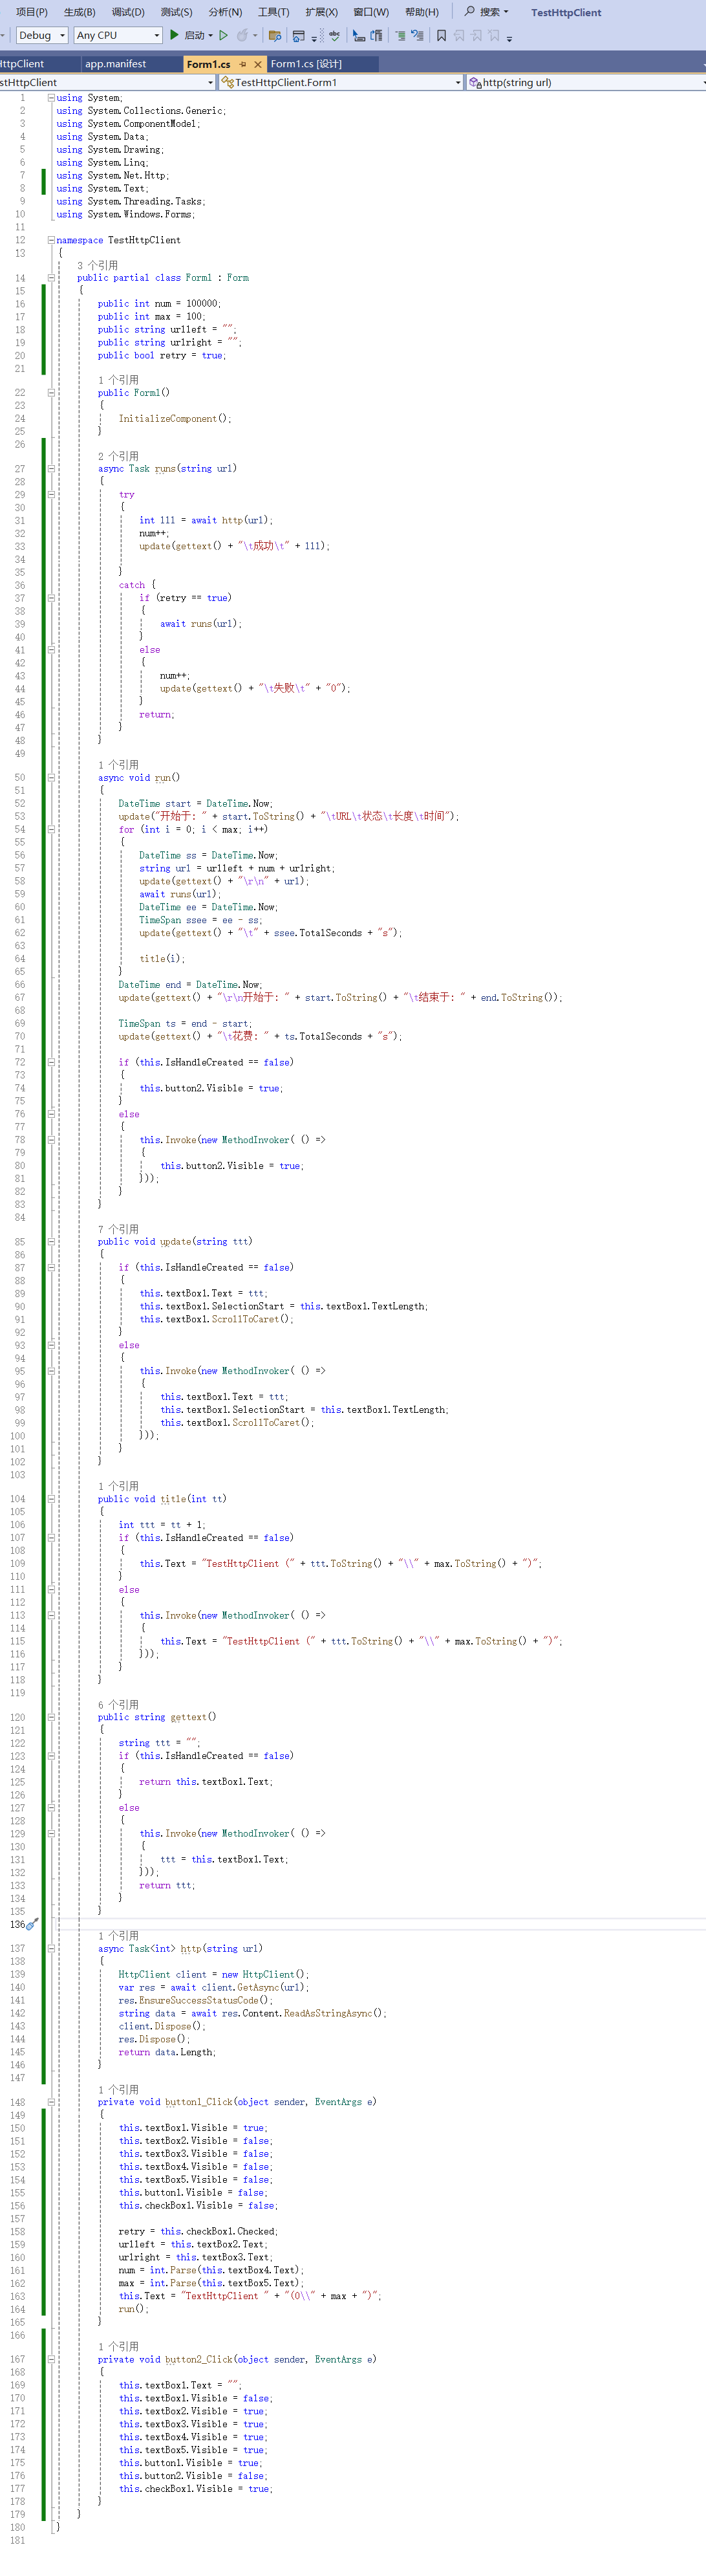 项目(P) 生成(B) 调试(D) 测试(S) 分析(N) 工具(T) 扩展(X) 窗口(W) 帮助(H) 搜索 TestHttpClient
Debug Any CPU 启动
HttpClient app.manifest Form1.cs Form1.cs [设计]
stHttpClient TestHttpClient.Form1 http(string url)
1 using System;
2 using System.Collections.Generic;
3 using System.ComponentModel;
4 using System.Data;
5 using System.Drawing;
6 using System.Linq;
7 using System.Net.Http;
8 using System.Text;
9 using System.Threading.Tasks;
10 using System.Windows.Forms;
11
12 namespace TestHttpClient
13 {
3 个引用
14 public partial class Form1 : Form
15 {
16 public int num = 100000;
17 public int max = 100;
18 public string urlleft = "";
19 public string urlright = "";
20 public bool retry = true;
21
1 个引用
22 public Form1()
23 {
24 InitializeComponent();
25 }
26
2 个引用
27 async Task runs(string url)
28 {
29 try
30 {
31 int lll = await http(url);
32 num++;
33 update(gettext() + "\t成功\t" + lll);
34
35 }
36 catch {
37 if (retry == true)
38 {
39 await runs(url);
40 }
41 else
42 {
43 num++;
44 update(gettext() + "\t失败\t" + "0");
45 }
46 return;
47 }
48 }
49
1 个引用
50 async void run()
51 {
52 DateTime start = DateTime.Now;
53 update("开始于: " + start.ToString() + "\tURL\t状态\t长度\t时间");
54 for (int i = 0; i < max; i++)
55 {
56 DateTime ss = DateTime.Now;
57 string url = urlleft + num + urlright;
58 update(gettext() + "\r\n" + url);
59 await runs(url);
60 DateTime ee = DateTime.Now;
61 TimeSpan ssee = ee - ss;
62 update(gettext() + "\t" + ssee.TotalSeconds + "s");
63
64 title(i);
65 }
66 DateTime end = DateTime.Now;
67 update(gettext() + "\r\n开始于: " + start.ToString() + "\t结束于: " + end.ToString());
68
69 TimeSpan ts = end - start;
70 update(gettext() + "\t花费: " + ts.TotalSeconds + "s");
71
72 if (this.IsHandleCreated == false)
73 {
74 this.button2.Visible = true;
75 }
76 else
77 {
78 this.Invoke(new MethodInvoker( () =>
79 {
80 this.button2.Visible = true;
81 }));
82 }
83 }
84
7 个引用
85 public void update(string ttt)
86 {
87 if (this.IsHandleCreated == false)
88 {
89 this.textBox1.Text = ttt;
90 this.textBox1.SelectionStart = this.textBox1.TextLength;
91 this.textBox1.ScrollToCaret();
92 }
93 else
94 {
95 this.Invoke(new MethodInvoker( () =>
96 {
97 this.textBox1.Text = ttt;
98 this.textBox1.SelectionStart = this.textBox1.TextLength;
99 this.textBox1.ScrollToCaret();
100 }));
101 }
102 }
103
1 个引用
104 public void title(int tt)
105 {
106 int ttt = tt + 1;
107 if (this.IsHandleCreated == false)
108 {
109 this.Text = "TestHttpClient (" + ttt.ToString() + "\\" + max.ToString() + ")";
110 }
111 else
112 {
113 this.Invoke(new MethodInvoker( () =>
114 {
115 this.Text = "TestHttpClient (" + ttt.ToString() + "\\" + max.ToString() + ")";
116 }));
117 }
118 }
119
6 个引用
120 public string gettext()
121 {
122 string ttt = "";
123 if (this.IsHandleCreated == false)
124 {
125 return this.textBox1.Text;
126 }
127 else
128 {
129 this.Invoke(new MethodInvoker( () =>
130 {
131 ttt = this.textBox1.Text;
132 }));
133 return ttt;
134 }
135 }
136
1 个引用
137 async Task<int> http(string url)
138 {
139 HttpClient client = new HttpClient();
140 var res = await client.GetAsync(url);
141 res.EnsureSuccessStatusCode();
142 string data = await res.Content.ReadAsStringAsync();
143 client.Dispose();
144 res.Dispose();
145 return data.Length;
146 }
147
1 个引用
148 private void button1_Click(object sender, EventArgs e)
149 {
150 this.textBox1.Visible = true;
151 this.textBox2.Visible = false;
152 this.textBox3.Visible = false;
153 this.textBox4.Visible = false;
154 this.textBox5.Visible = false;
155 this.button1.Visible = false;
156 this.checkBox1.Visible = false;
157
158 retry = this.checkBox1.Checked;
159 urlleft = this.textBox2.Text;
160 urlright = this.textBox3.Text;
161 num = int.Parse(this.textBox4.Text);
162 max = int.Parse(this.textBox5.Text);
163 this.Text = "TextHttpClient " + "(0\\" + max + ")";
164 run();
165 }
166
1 个引用
167 private void button2_Click(object sender, EventArgs e)
168 {
169 this.textBox1.Text = "";
170 this.textBox1.Visible = false;
171 this.textBox2.Visible = true;
172 this.textBox3.Visible = true;
173 this.textBox4.Visible = true;
174 this.textBox5.Visible = true;
175 this.button1.Visible = true;
176 this.button2.Visible = false;
177 this.checkBox1.Visible = true;
178 }
179 }
180 }
181